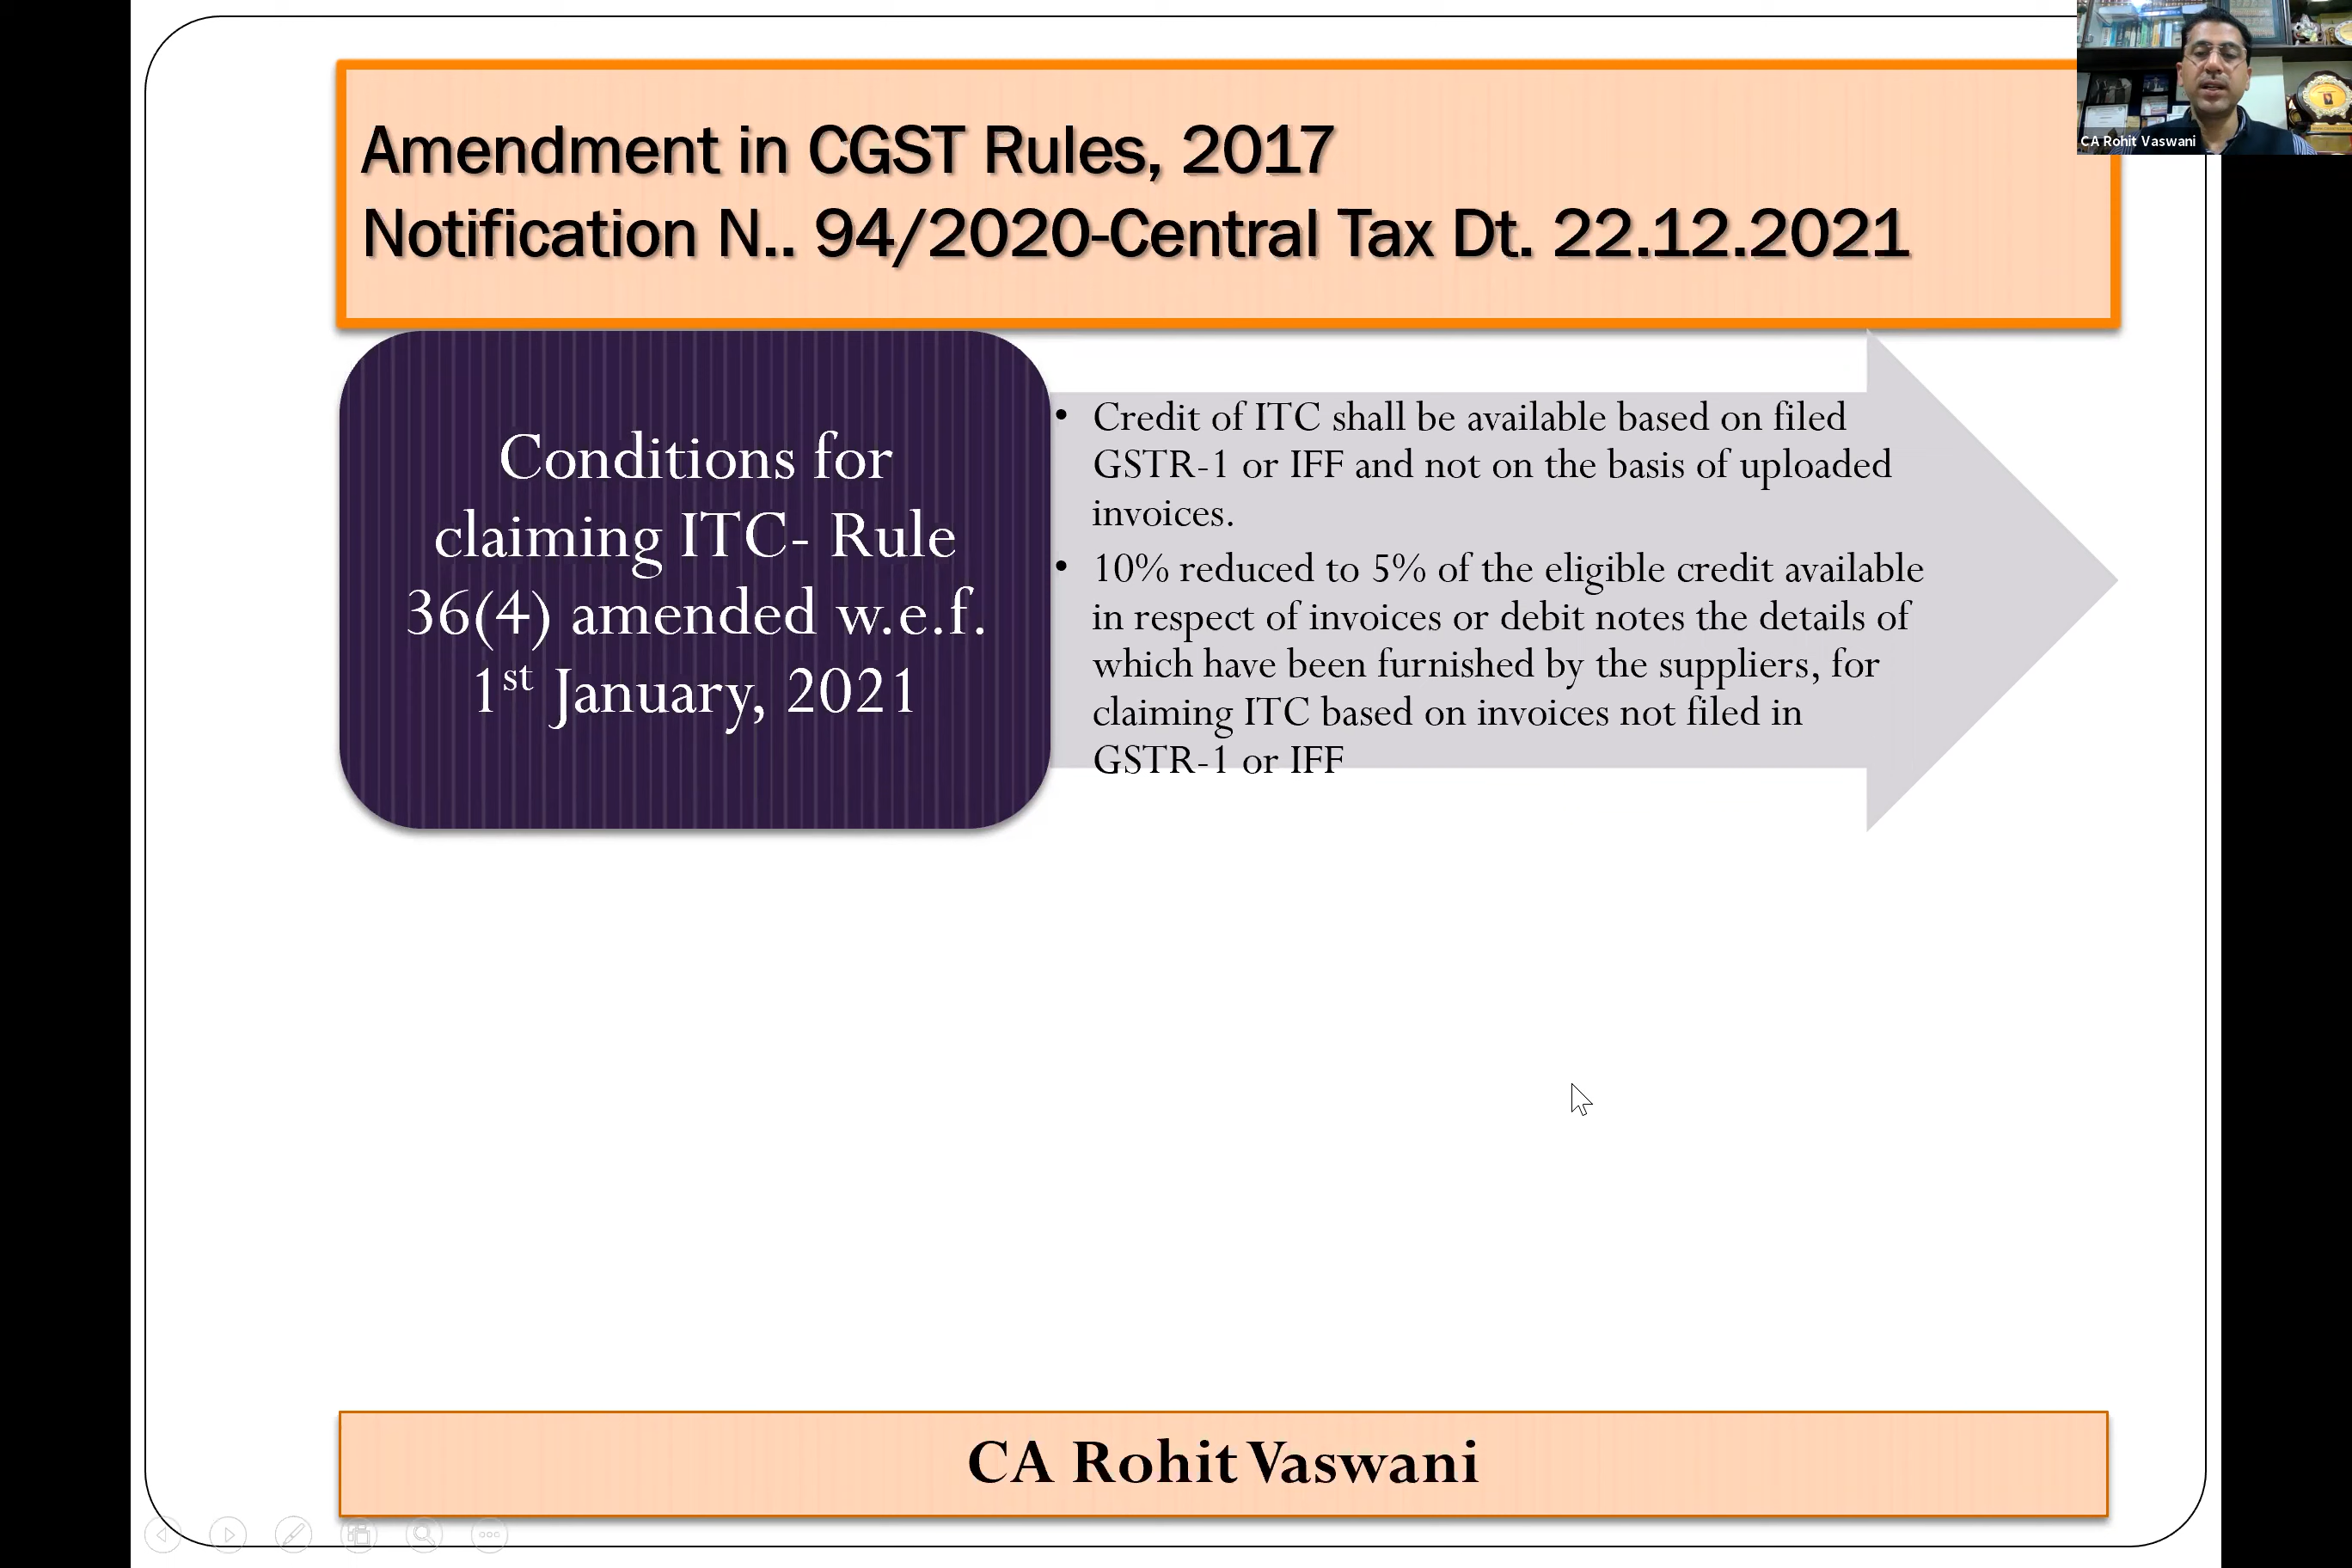 Amendment in CGST Rules, 2017
Notification N.. 94/2020-Central Tax Dt. 22.12.2021
CA Rohit Vaswani
Conditions for
claiming ITC- Rule
36(4) amended w.e.f.
1st January, 2021
• Credit of ITC shall be available based on filed
GSTR-1 or IFF and not on the basis of uploaded
invoices.
• 10% reduced to 5% of the eligible credit available
in respect of invoices or debit notes the details of
which have been furnished by the suppliers, for
claiming ITC based on invoices not filed in
GSTR-1 or IFF
CA Rohit Vaswani